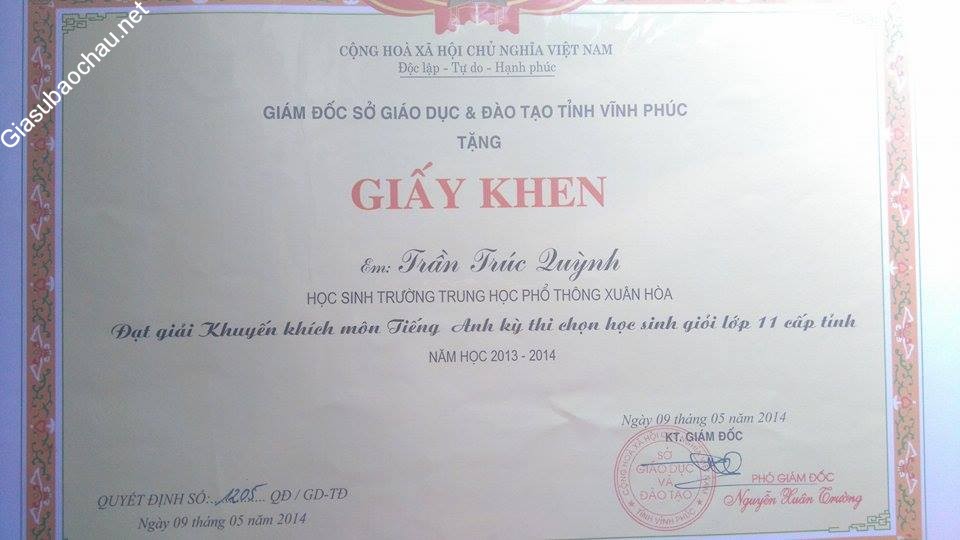 Giasubaochau.net
CỘNG HOÀ XÃ HỘI CHỦ NGHĨA VIỆT NAM
Độc lập - Tự do - Hạnh phúc
GIÁM ĐỐC SỞ GIÁO DỤC & ĐÀO TẠO TỈNH VĨNH PHÚC
TẶNG
GIẤY KHEN
Em: Trần Trúc Quỳnh
HỌC SINH TRƯỜNG TRUNG HỌC PHỔ THÔNG XUÂN HÒA
Đạt giải Khuyến khích môn Tiếng Anh kỳ thi chọn học sinh giỏi lớp 11 cấp tỉnh
NĂM HỌC 2013 - 2014
Ngày 09 tháng 05 năm 2014
KT. GIÁM ĐỐC
PHÓ GIÁM ĐỐC
Nguyễn Xuân Trường
SỞ
GIÁO DỤC
VÀ
ĐÀO TẠO
TỈNH VĨNH PHÚC
QUYẾT ĐỊNH SỐ:..1205.... QĐ / GD-TĐ
Ngày 09 tháng 05 năm 2014